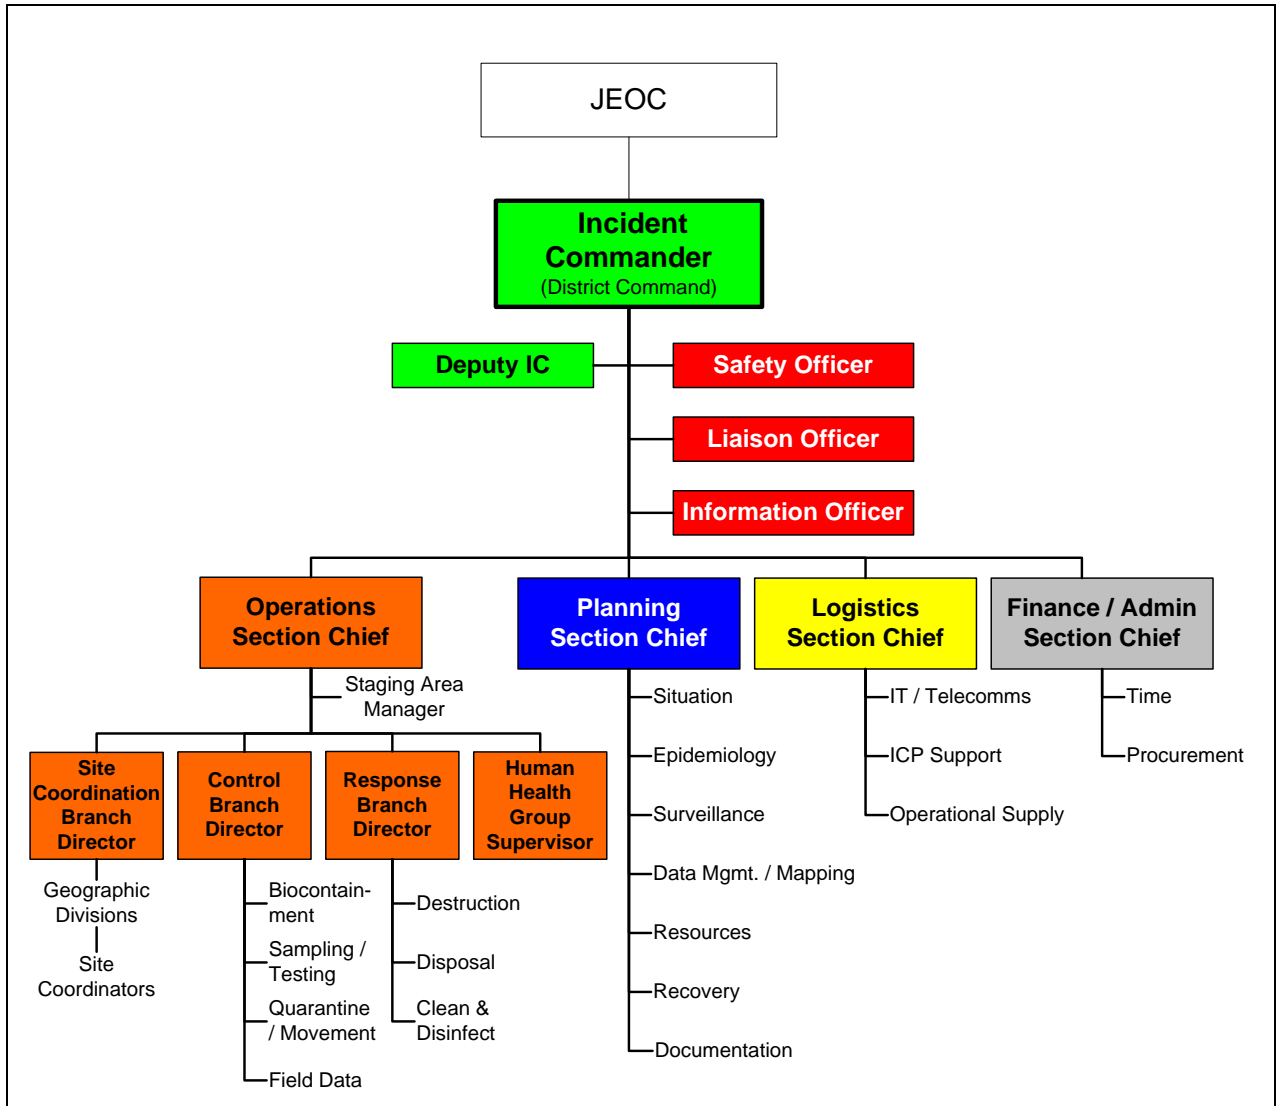 JEOC
Incident
Commander
(District Command)
Deputy IC
Safety Officer
Liaison Officer
Information Officer
Operations
Section Chief
Planning
Section Chief
Logistics
Section Chief
Finance / Admin
Section Chief
Staging Area
Manager
Site
Coordination
Branch
Director
Control
Branch
Director
Response
Branch
Director
Human
Health
Group
Supervisor
Geographic
Divisions
Site
Coordinators
Biocontain-
ment
Sampling /
Testing
Quarantine
/ Movement
Field Data
Destruction
Disposal
Clean &
Disinfect
Situation
Epidemiology
Surveillance
Data Mgmt. / Mapping
Resources
Recovery
Documentation
IT / Telecomms
ICP Support
Operational Supply
Time
Procurement